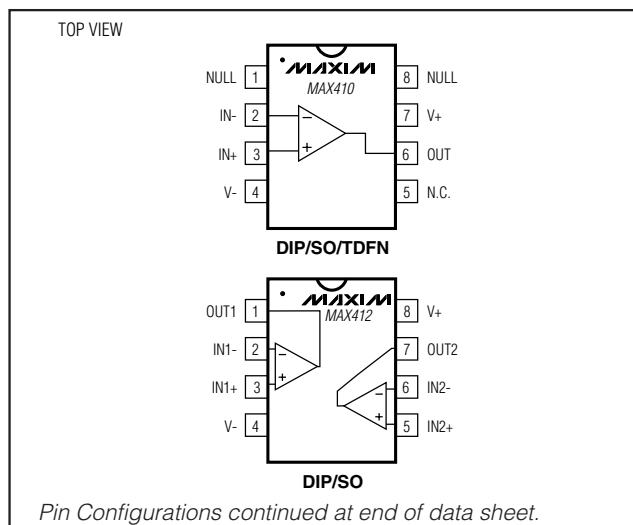 TOP VIEW
MAXIM
MAX410
NULL 1
IN- 2
IN+ 3
V- 4
8 NULL
7 V+
6 OUT
5 N.C.
− +
DIP/SO/TDFN
MAXIM
MAX412
OUT1 1
IN1- 2
IN1+ 3
V- 4
8 V+
7 OUT2
6 IN2-
5 IN2+
− +
− +
DIP/SO
Pin Configurations continued at end of data sheet.